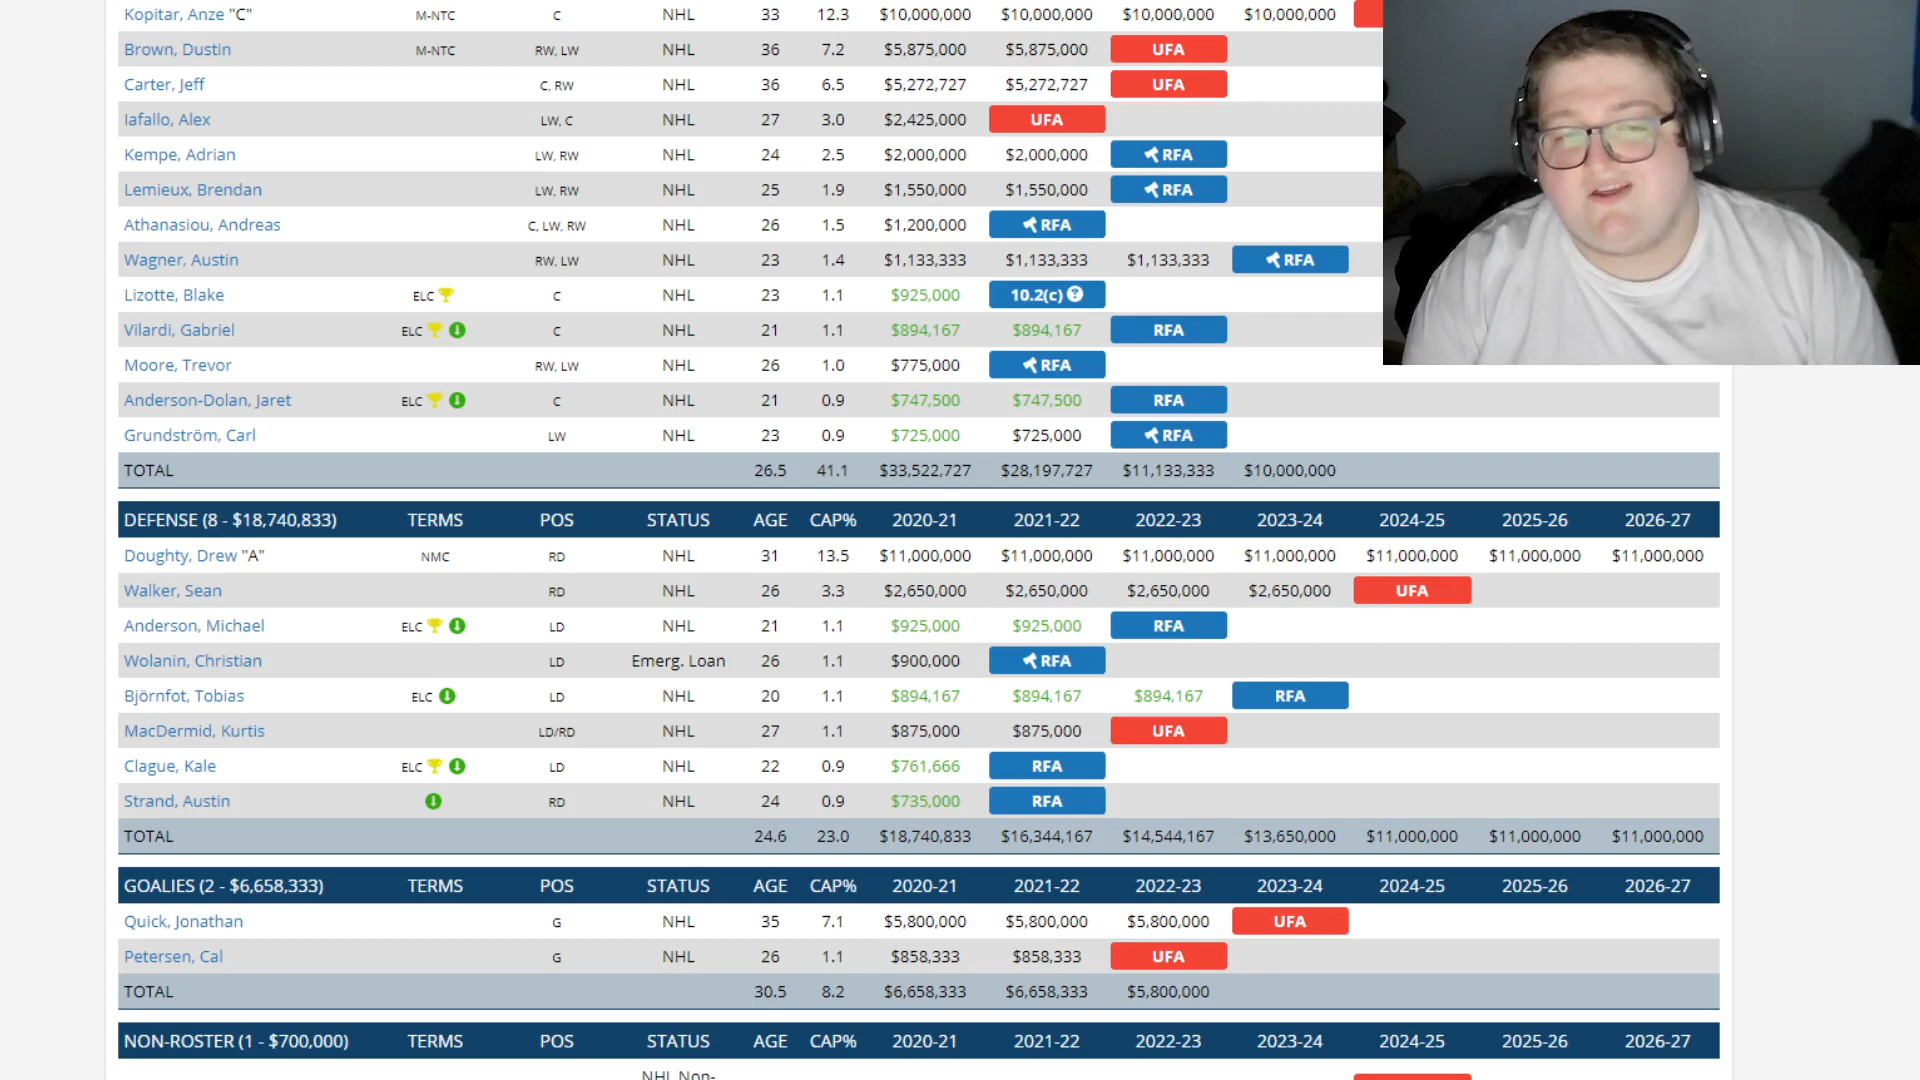 Kopitar, Anze "C" M-NTC C NHL 33 12.3 $10,000,000 $10,000,000 $10,000,000 $10,000,000
Brown, Dustin M-NTC RW, LW NHL 36 7.2 $5,875,000 $5,875,000 UFA
Carter, Jeff C, RW NHL 36 6.5 $5,272,727 $5,272,727 UFA
Iafallo, Alex LW, C NHL 27 3.0 $2,425,000 UFA
Kempe, Adrian LW, RW NHL 24 2.5 $2,000,000 $2,000,000 RFA
Lemieux, Brendan LW, RW NHL 25 1.9 $1,550,000 $1,550,000 RFA
Athanasiou, Andreas C, LW, RW NHL 26 1.5 $1,200,000 RFA
Wagner, Austin RW, LW NHL 23 1.4 $1,133,333 $1,133,333 $1,133,333 RFA
Lizotte, Blake ELC C NHL 23 1.1 $925,000 10.2(c) ?
Vilardi, Gabriel ELC C NHL 21 1.1 $894,167 $894,167 RFA
Moore, Trevor RW, LW NHL 26 1.0 $775,000 RFA
Anderson-Dolan, Jaret ELC C NHL 21 0.9 $747,500 $747,500 RFA
Grundström, Carl LW NHL 23 0.9 $725,000 $725,000 RFA
TOTAL 26.5 41.1 $33,522,727 $28,197,727 $11,133,333 $10,000,000
DEFENSE (8 - $18,740,833) TERMS POS STATUS AGE CAP% 2020-21 2021-22 2022-23 2023-24 2024-25 2025-26 2026-27
Doughty, Drew "A" NMC RD NHL 31 13.5 $11,000,000 $11,000,000 $11,000,000 $11,000,000 $11,000,000 $11,000,000 $11,000,000
Walker, Sean RD NHL 26 3.3 $2,650,000 $2,650,000 $2,650,000 $2,650,000 UFA
Anderson, Michael ELC LD NHL 21 1.1 $925,000 $925,000 RFA
Wolanin, Christian LD Emerg. Loan 26 1.1 $900,000 RFA
Björnfot, Tobias ELC LD NHL 20 1.1 $894,167 $894,167 $894,167 RFA
MacDermid, Kurtis LD/RD NHL 27 1.1 $875,000 $875,000 UFA
Clague, Kale ELC LD NHL 22 0.9 $761,666 RFA
Strand, Austin RD NHL 24 0.9 $735,000 RFA
TOTAL 24.6 23.0 $18,740,833 $16,344,167 $14,544,167 $13,650,000 $11,000,000 $11,000,000 $11,000,000
GOALIES (2 - $6,658,333) TERMS POS STATUS AGE CAP% 2020-21 2021-22 2022-23 2023-24 2024-25 2025-26 2026-27
Quick, Jonathan G NHL 35 7.1 $5,800,000 $5,800,000 $5,800,000 UFA
Petersen, Cal G NHL 26 1.1 $858,333 $858,333 UFA
TOTAL 30.5 8.2 $6,658,333 $6,658,333 $5,800,000
NON-ROSTER (1 - $700,000) TERMS POS STATUS AGE CAP% 2020-21 2021-22 2022-23 2023-24 2024-25 2025-26 2026-27
NHL Non-